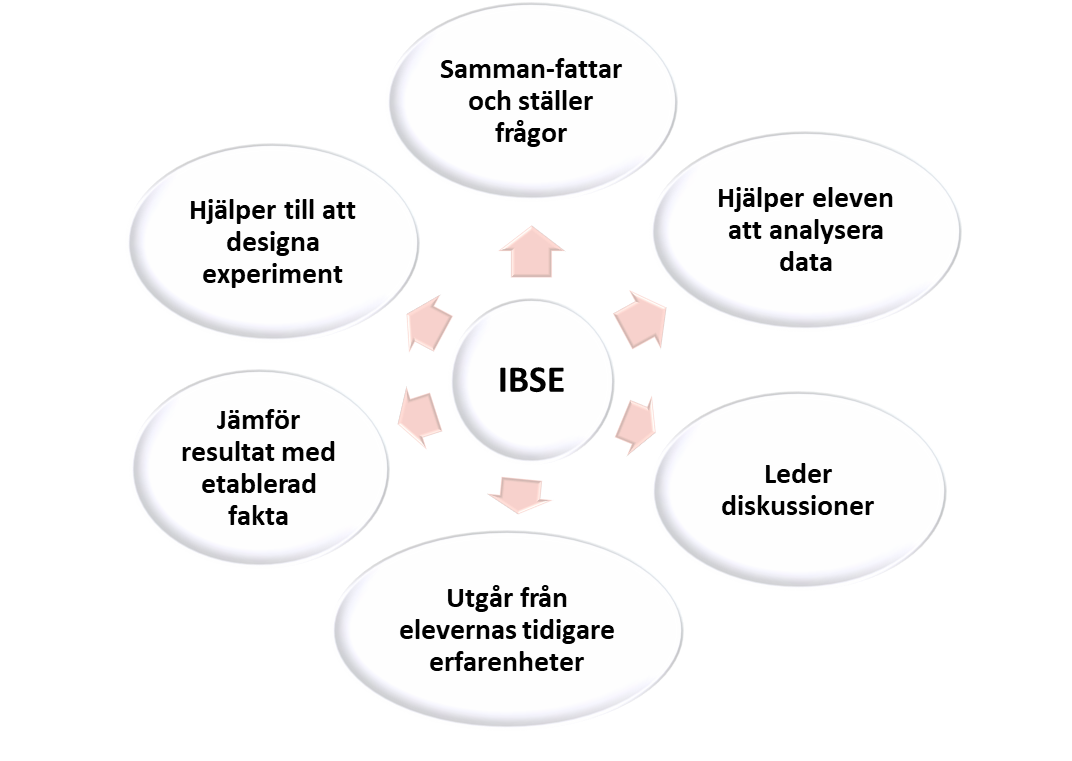 Samman-fattar
och ställer
frågor
Hjälper eleven
att analysera
data
Leder
diskussioner
Utgår från
elevernas tidigare
erfarenheter
Jämför
resultat med
etablerad
fakta
Hjälper till att
designa
experiment
IBSE